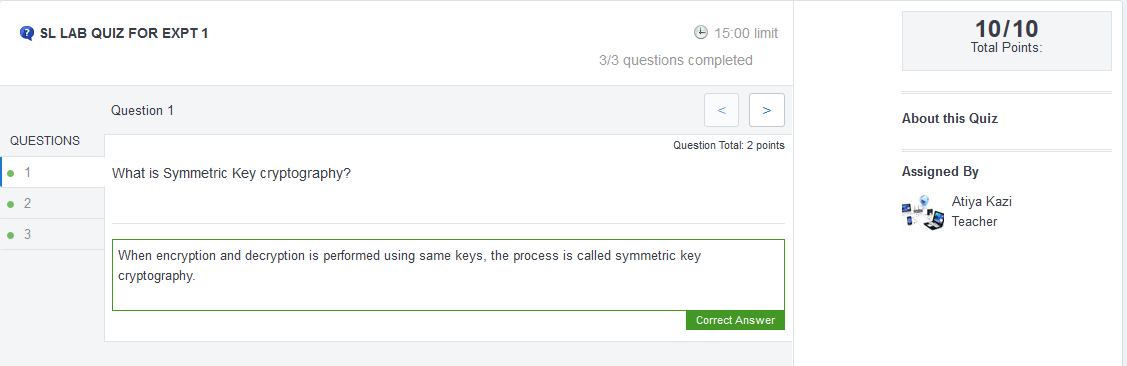 SL LAB QUIZ FOR EXPT 1
15:00 limit
3/3 questions completed
10/10
Total Points:
Question 1
<
>
About this Quiz
QUESTIONS
Question Total: 2 points
1
What is Symmetric Key cryptography?
2
3
Assigned By
Atiya Kazi
Teacher
When encryption and decryption is performed using same keys, the process is called symmetric key
cryptography.
Correct Answer